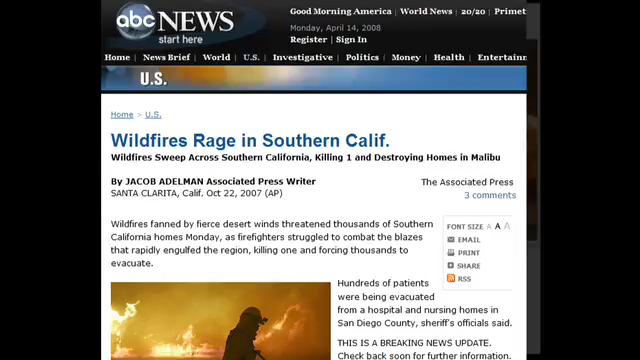 abc NEWS
start here
Good Morning America | World News | 20/20 | Primet
Monday, April 14, 2008
Register | Sign In
Home | News Brief | World | U.S. | Investigative | Politics | Money | Health | Entertainm
U.S.
Home > U.S.
Wildfires Rage in Southern Calif.
Wildfires Sweep Across Southern California, Killing 1 and Destroying Homes in Malibu
By JACOB ADELMAN Associated Press Writer
SANTA CLARITA, Calif. Oct 22, 2007 (AP)
The Associated Press
3 comments
Wildfires fanned by fierce desert winds threatened thousands of Southern
California homes Monday, as firefighters struggled to combat the blazes
that rapidly engulfed the region, killing one and forcing thousands to
evacuate.
FONT SIZE A A A
EMAIL
PRINT
SHARE
RSS
Hundreds of patients
were being evacuated
from a hospital and nursing homes in
San Diego County, sheriff's officials said.
THIS IS A BREAKING NEWS UPDATE.
Check back soon for further information.